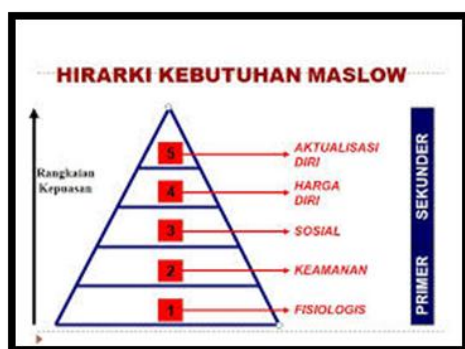 HIRARKI KEBUTUHAN MASLOW
Rangkaian
Kepuasan
5
AKTUALISASI
DIRI
4
HARGA
DIRI
3
SOSIAL
2
KEAMANAN
1
FISIOLOGIS
PRIMER SEKUNDER